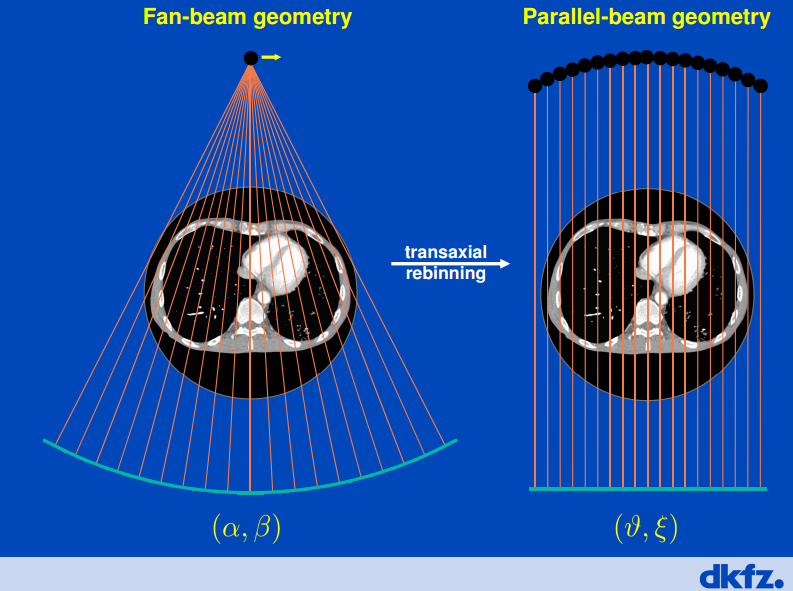 Fan-beam geometry
Parallel-beam geometry
transaxial
rebinning
(α, β)
(ϑ, ξ)
dkfz.